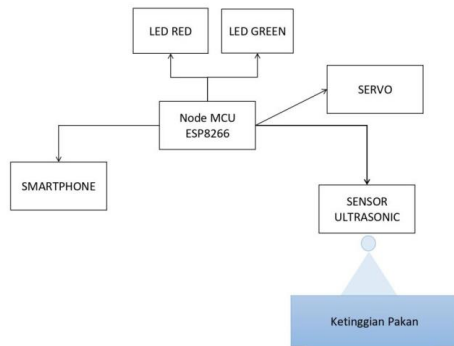 LED RED
LED GREEN
SERVO
Node MCU
ESP8266
SMARTPHONE
SENSOR
ULTRASONIC
Ketinggian Pakan